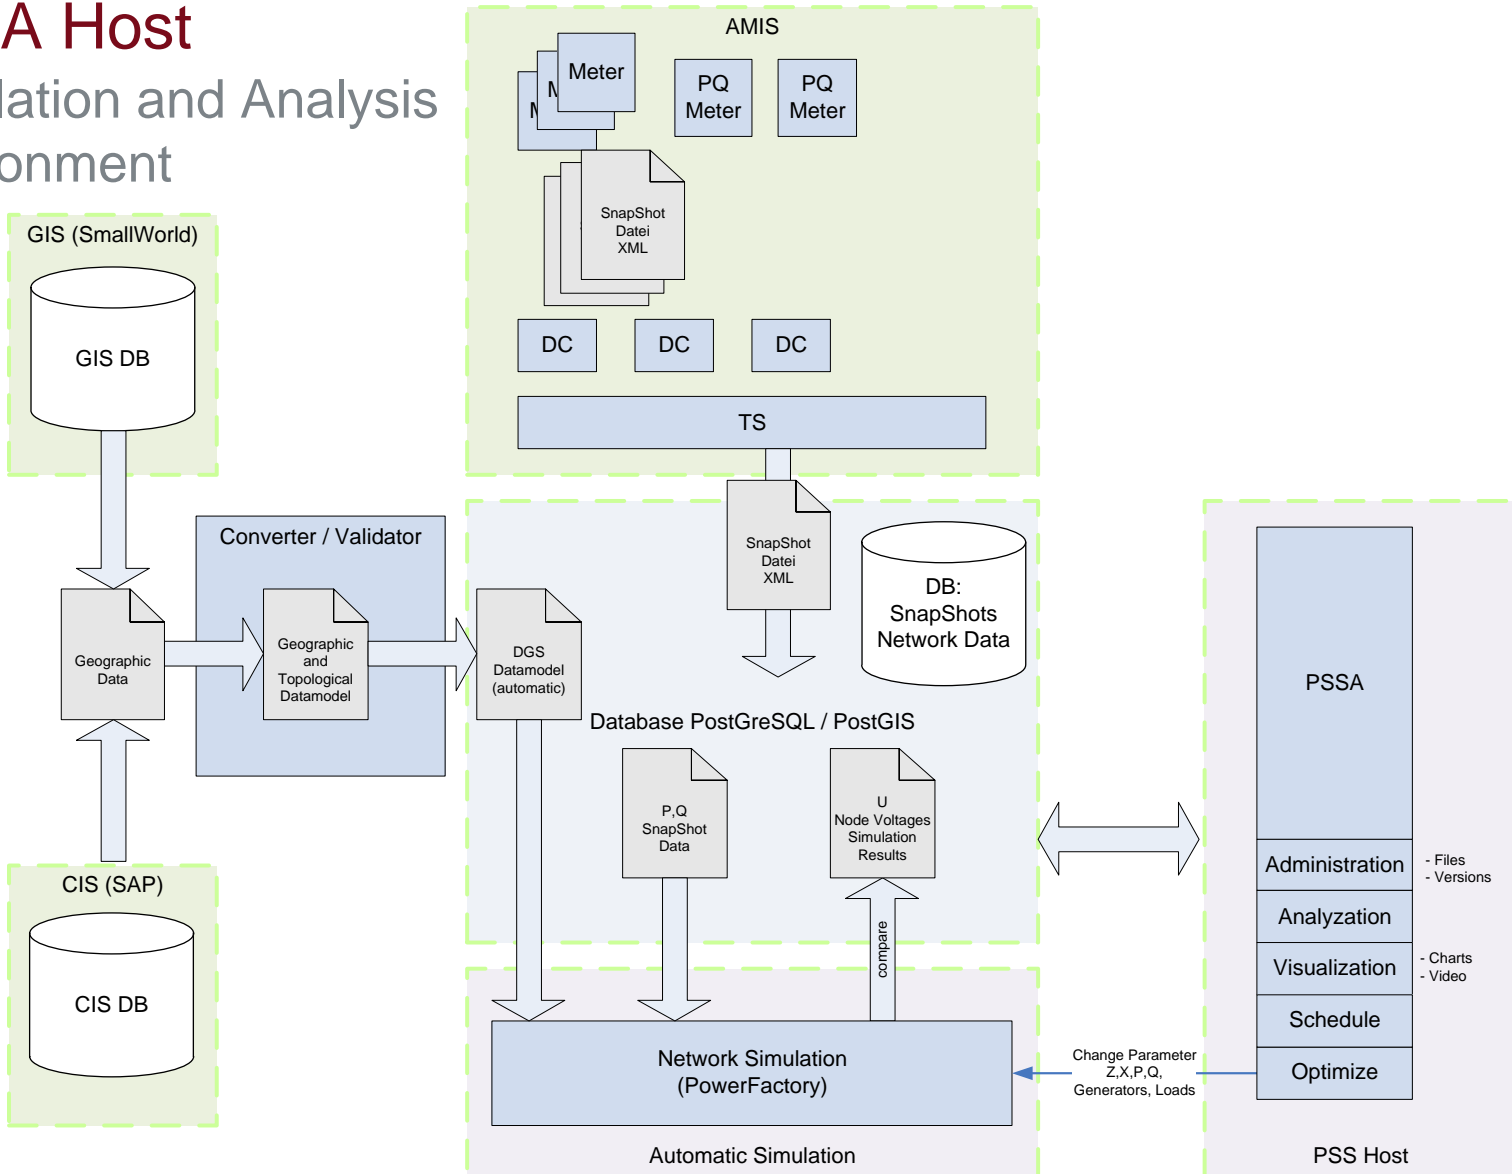 A Host
lation and Analysis
onment
AMIS
Meter
PQ
Meter
PQ
Meter
SnapShot
Datei
XML
DC
DC
DC
TS
GIS (SmallWorld)
GIS DB
Converter / Validator
Geographic
Data
Geographic
and
Topological
Datamodel
DGS
Datamodel
(automatic)
SnapShot
Datei
XML
DB:
SnapShots
Network Data
Database PostGreSQL / PostGIS
P,Q
SnapShot
Data
U
Node Voltages
Simulation
Results
compare
CIS (SAP)
CIS DB
Network Simulation
(PowerFactory)
Automatic Simulation
Change Parameter
Z,X,P,Q,
Generators, Loads
PSSA
Administration
- Files
- Versions
Analyzation
Visualization
- Charts
- Video
Schedule
Optimize
PSS Host